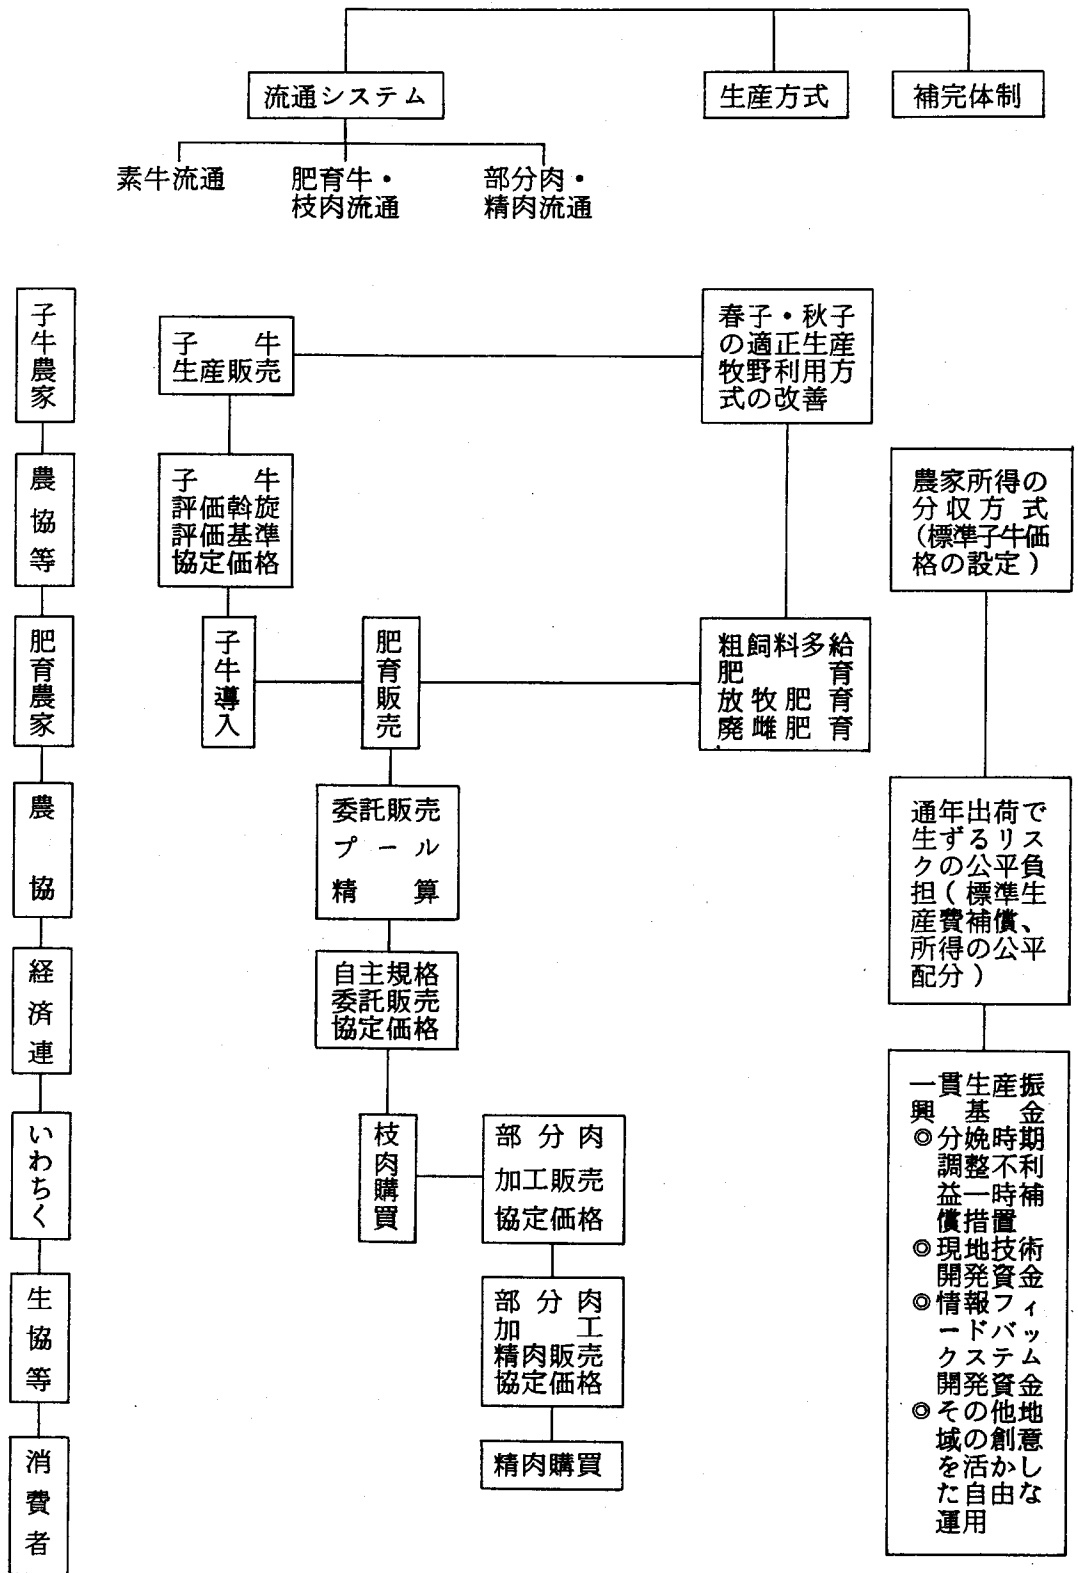 流通システム
生産方式
補完体制
素牛流通
肥育牛・
枝肉流通
部分肉・
精肉流通
子牛農家
子牛
生産販売
春子・秋子
の適正生産
牧野利用方
式の改善
農協等
子牛
評価斡旋
評価基準
協定価格
農家所得の
分収方式
(標準子牛価
格の設定)
肥育農家
子牛導入
肥育販売
粗飼料多給
肥育
放牧肥育
廃雌肥育
農協
委託販売
プール
精算
通年出荷で
生ずるリス
クの公平負
担(標準生
産費補償、
所得の公平
配分)
経済連
自主規格
委託販売
協定価格
いわちく
枝肉購買
部分肉
加工販売
協定価格
一貫生産振
興基金
◎分娩時期
調整不利
益一時補
償措置
◎現地技術
開発資金
◎情報フィ
ードバッ
クステム
開発資金
◎その他地
域の創意
を活かし
た自由な
運用
生協等
部分肉
加工
精肉販売
協定価格
消費者
精肉購買